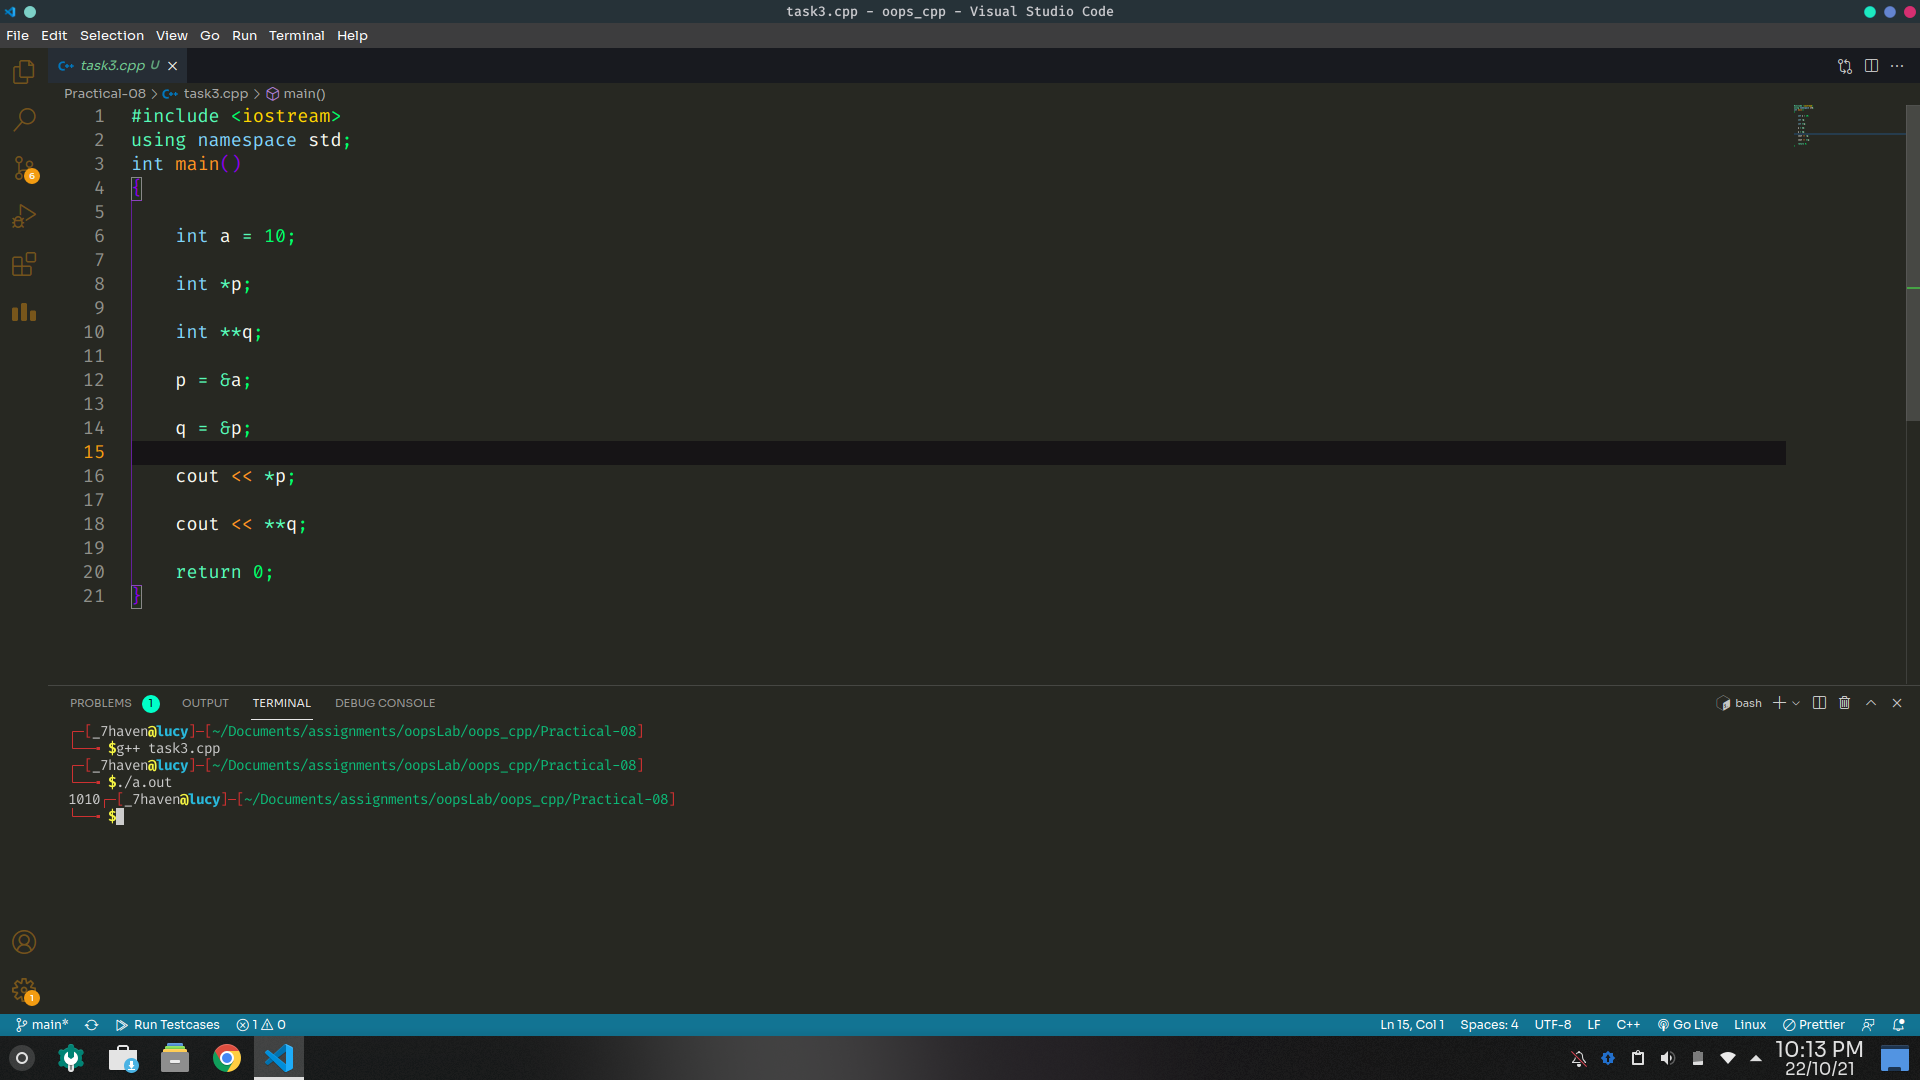 task3.cpp - oops_cpp - Visual Studio Code
File Edit Selection View Go Run Terminal Help
task3.cpp U
Practical-08 > task3.cpp > main()
1 #include <iostream>
2 using namespace std;
3 int main()
4 {
5
6 int a = 10;
7
8 int *p;
9
10 int **q;
11
12 p = &a;
13
14 q = &p;
15
16 cout << *p;
17
18 cout << **q;
19
20 return 0;
21 }
6
PROBLEMS 1 OUTPUT TERMINAL DEBUG CONSOLE bash
[_7haven@lucy]-[~/Documents/assignments/oopsLab/oops_cpp/Practical-08]
$g++ task3.cpp
[_7haven@lucy]-[~/Documents/assignments/oopsLab/oops_cpp/Practical-08]
$./a.out
1010[_7haven@lucy]-[~/Documents/assignments/oopsLab/oops_cpp/Practical-08]
$
1
main* Run Testcases 1 0 Ln 15, Col 1 Spaces: 4 UTF-8 LF C++ Go Live Linux Prettier
10:13 PM
22/10/21